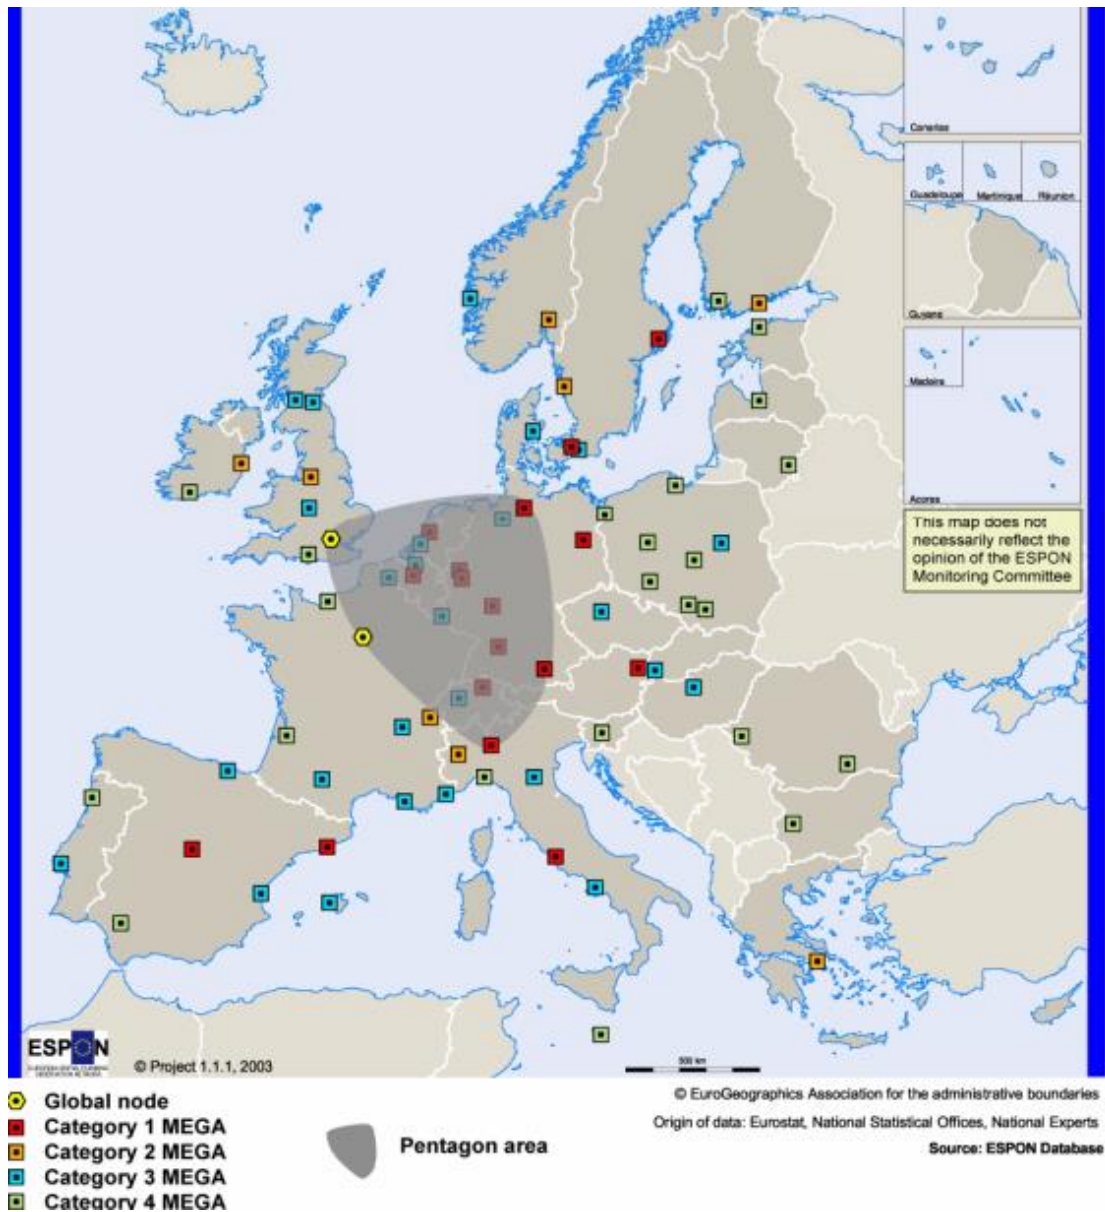 Canarias
Guadeloupe
Martinique
Réunion
Guyane
Madeira
Acores
This map does not
necessarily reflect the
opinion of the ESPON
Monitoring Committee
ESPON
© Project 1.1.1, 2003
500 km
Global node
Category 1 MEGA
Category 2 MEGA
Category 3 MEGA
Category 4 MEGA
Pentagon area
© EuroGeographics Association for the administrative boundaries
Origin of data: Eurostat, National Statistical Offices, National Experts
Source: ESPON Database